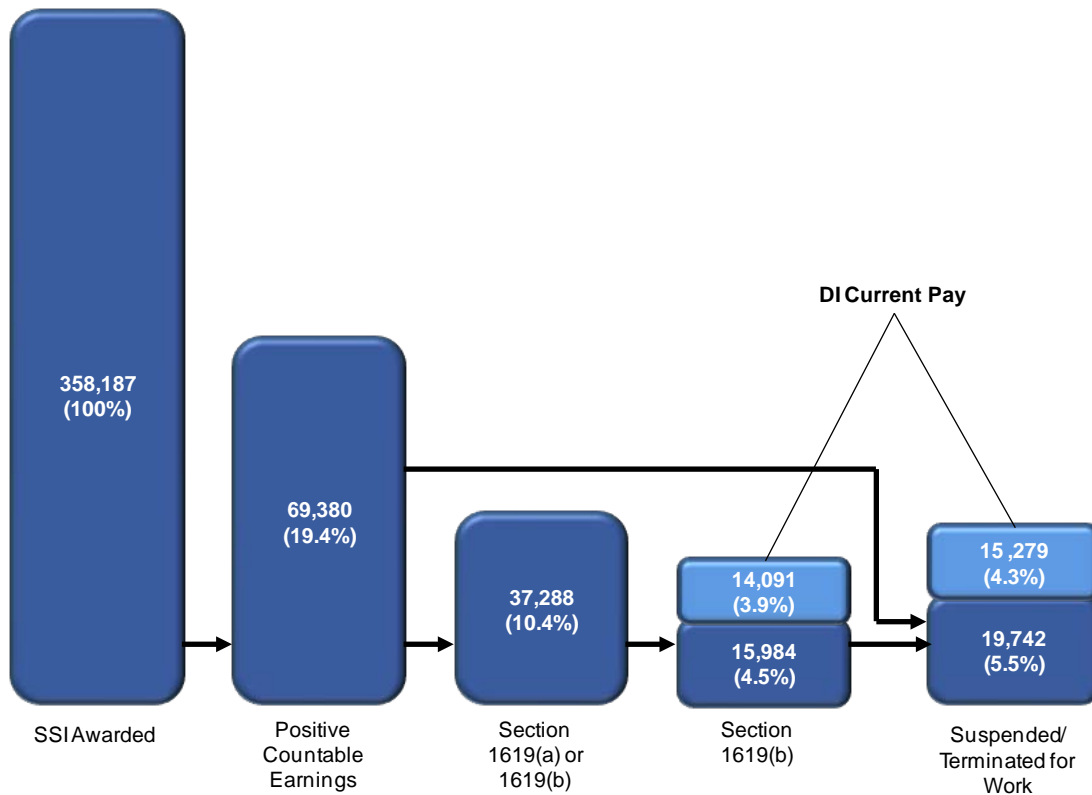 DI Current Pay
358,187
(100%)
69,380
(19.4%)
37,288
(10.4%)
14,091
(3.9%)
15,984
(4.5%)
15 ,279
(4.3%)
19,742
(5.5%)
SSI Awarded
Positive
Countable
Earnings
Section
1619(a) or
1619(b)
Section
1619(b)
Suspended/
Terminated for
Work